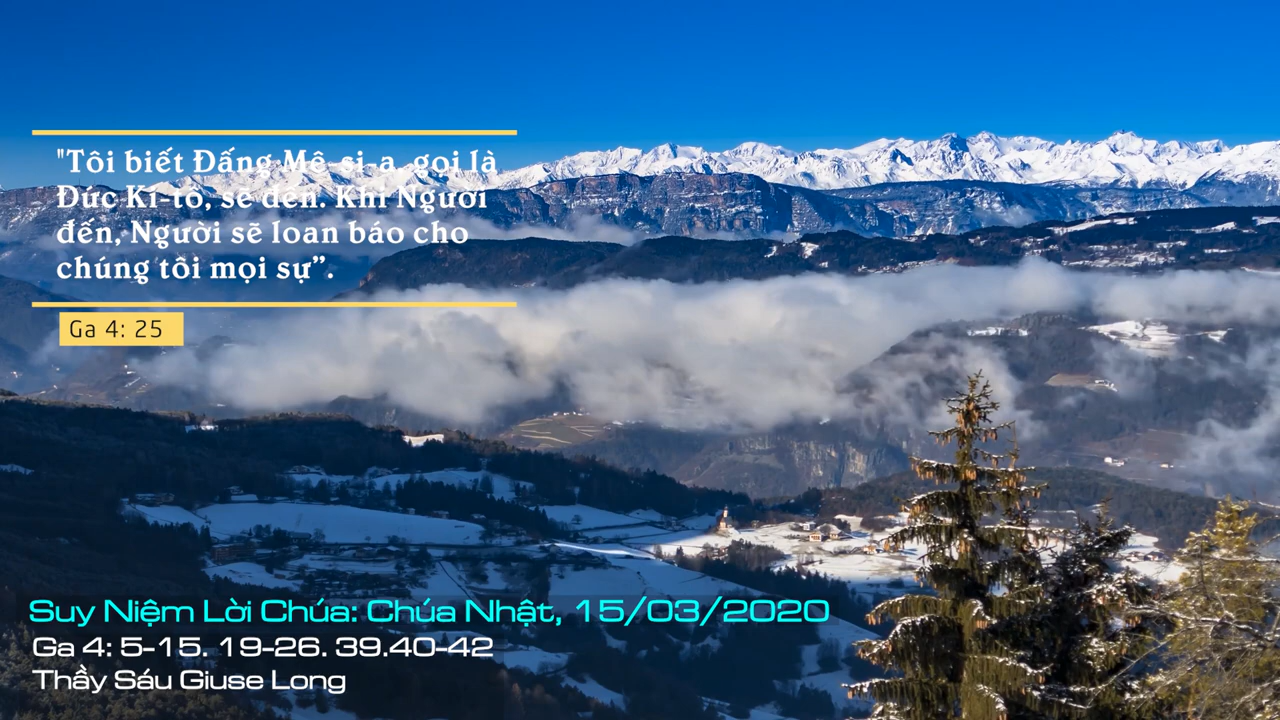 "Tôi biết Đấng Mê-si-a, gọi là
Đức Ki-tô, sẽ đến. Khi Người
đến, Người sẽ loan báo cho
chúng tôi mọi sự”.
Ga 4: 25
Suy Niệm Lời Chúa: Chúa Nhật, 15/03/2020
Ga 4: 5-15. 19-26. 39.40-42
Thầy Sáu Giuse Long